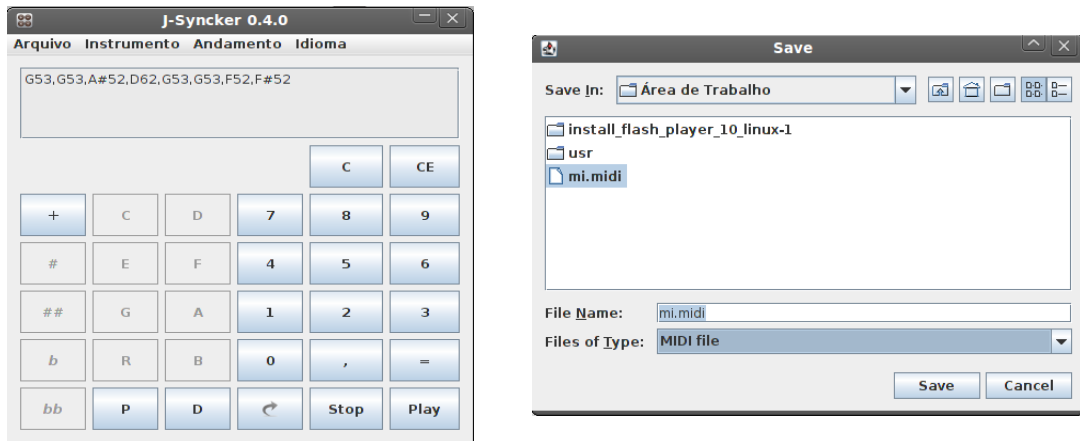 J-Syncker 0.4.0
Arquivo Instrumento Andamento Idioma
G53,G53,A#52,D62,G53,G53,F52,F#52
C CE
+ C D 7 8 9
# E F 4 5 6
## G A 1 2 3
b R B 0 , =
bb P D Stop Play
Save
Save In: Área de Trabalho
install_flash_player_10_linux-1
usr
mi.midi
File Name: mi.midi
Files of Type: MIDI file
Save Cancel